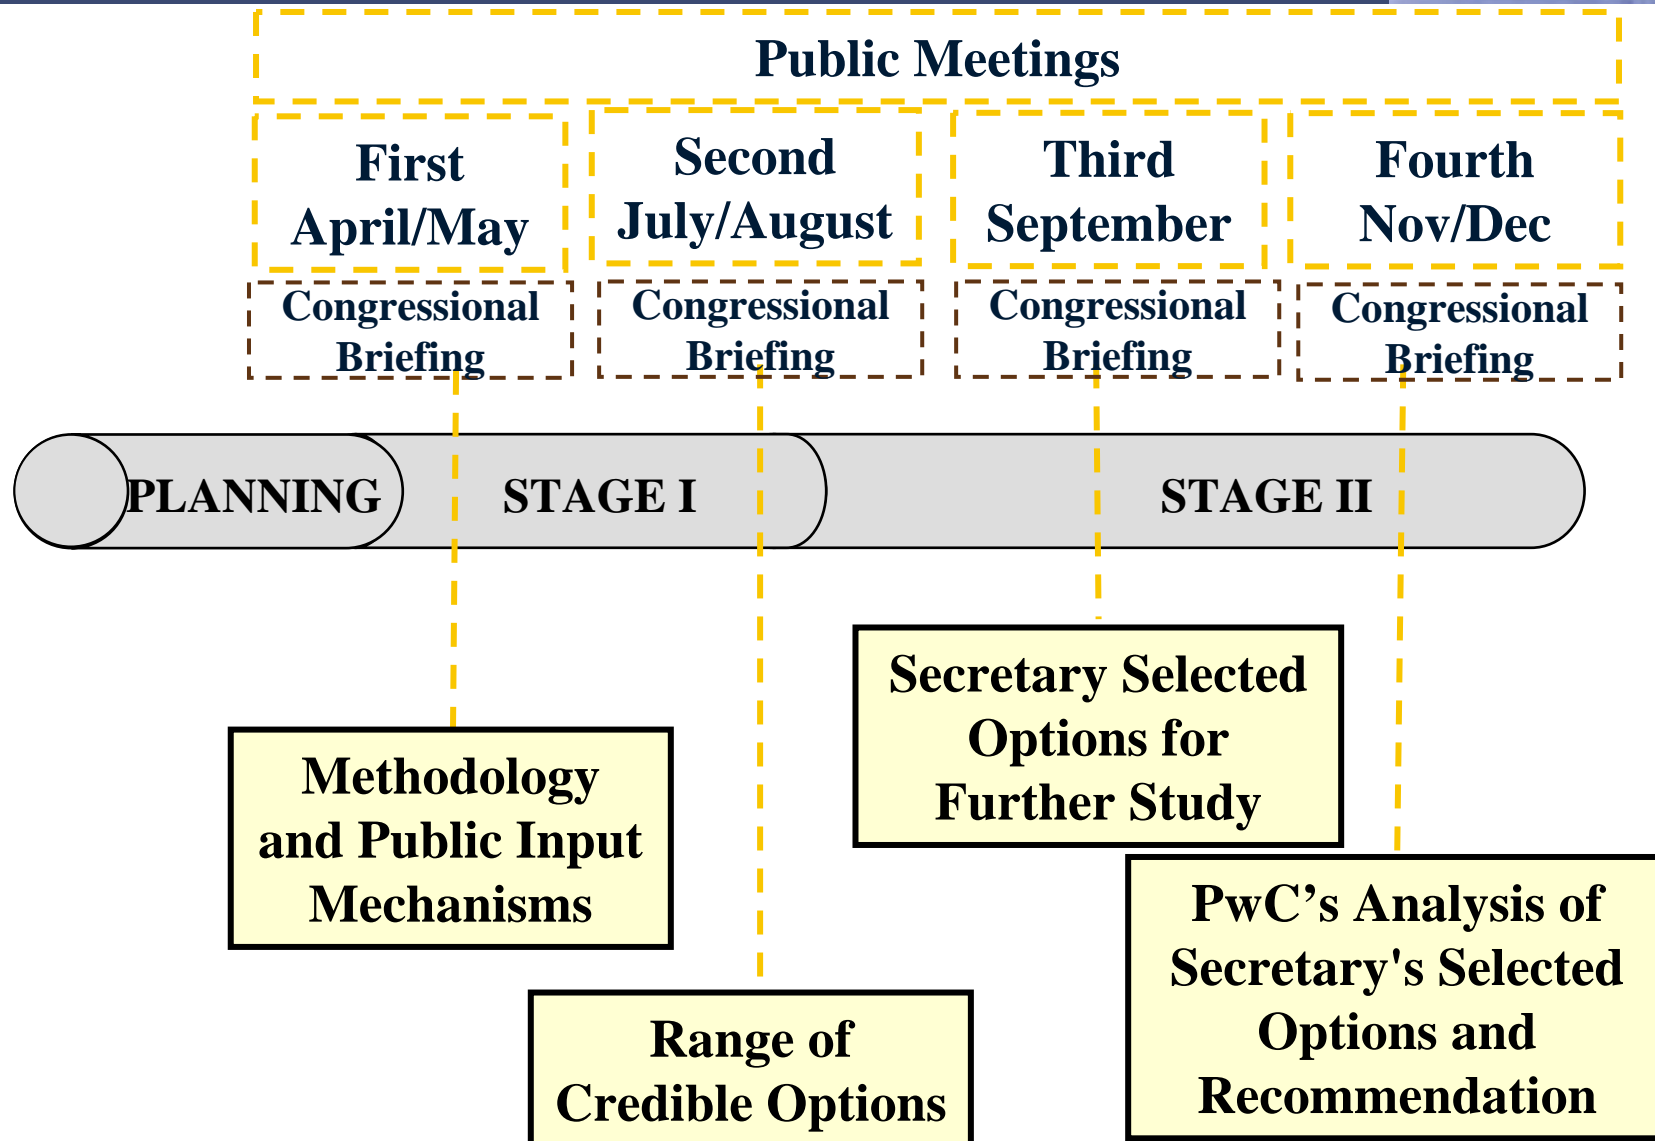 Public Meetings
First
April/May
Second
July/August
Third
September
Fourth
Nov/Dec
Congressional
Briefing
Congressional
Briefing
Congressional
Briefing
Congressional
Briefing
PLANNING
STAGE I
STAGE II
Secretary Selected
Options for
Further Study
Methodology
and Public Input
Mechanisms
PwC’s Analysis of
Secretary's Selected
Options and
Recommendation
Range of
Credible Options